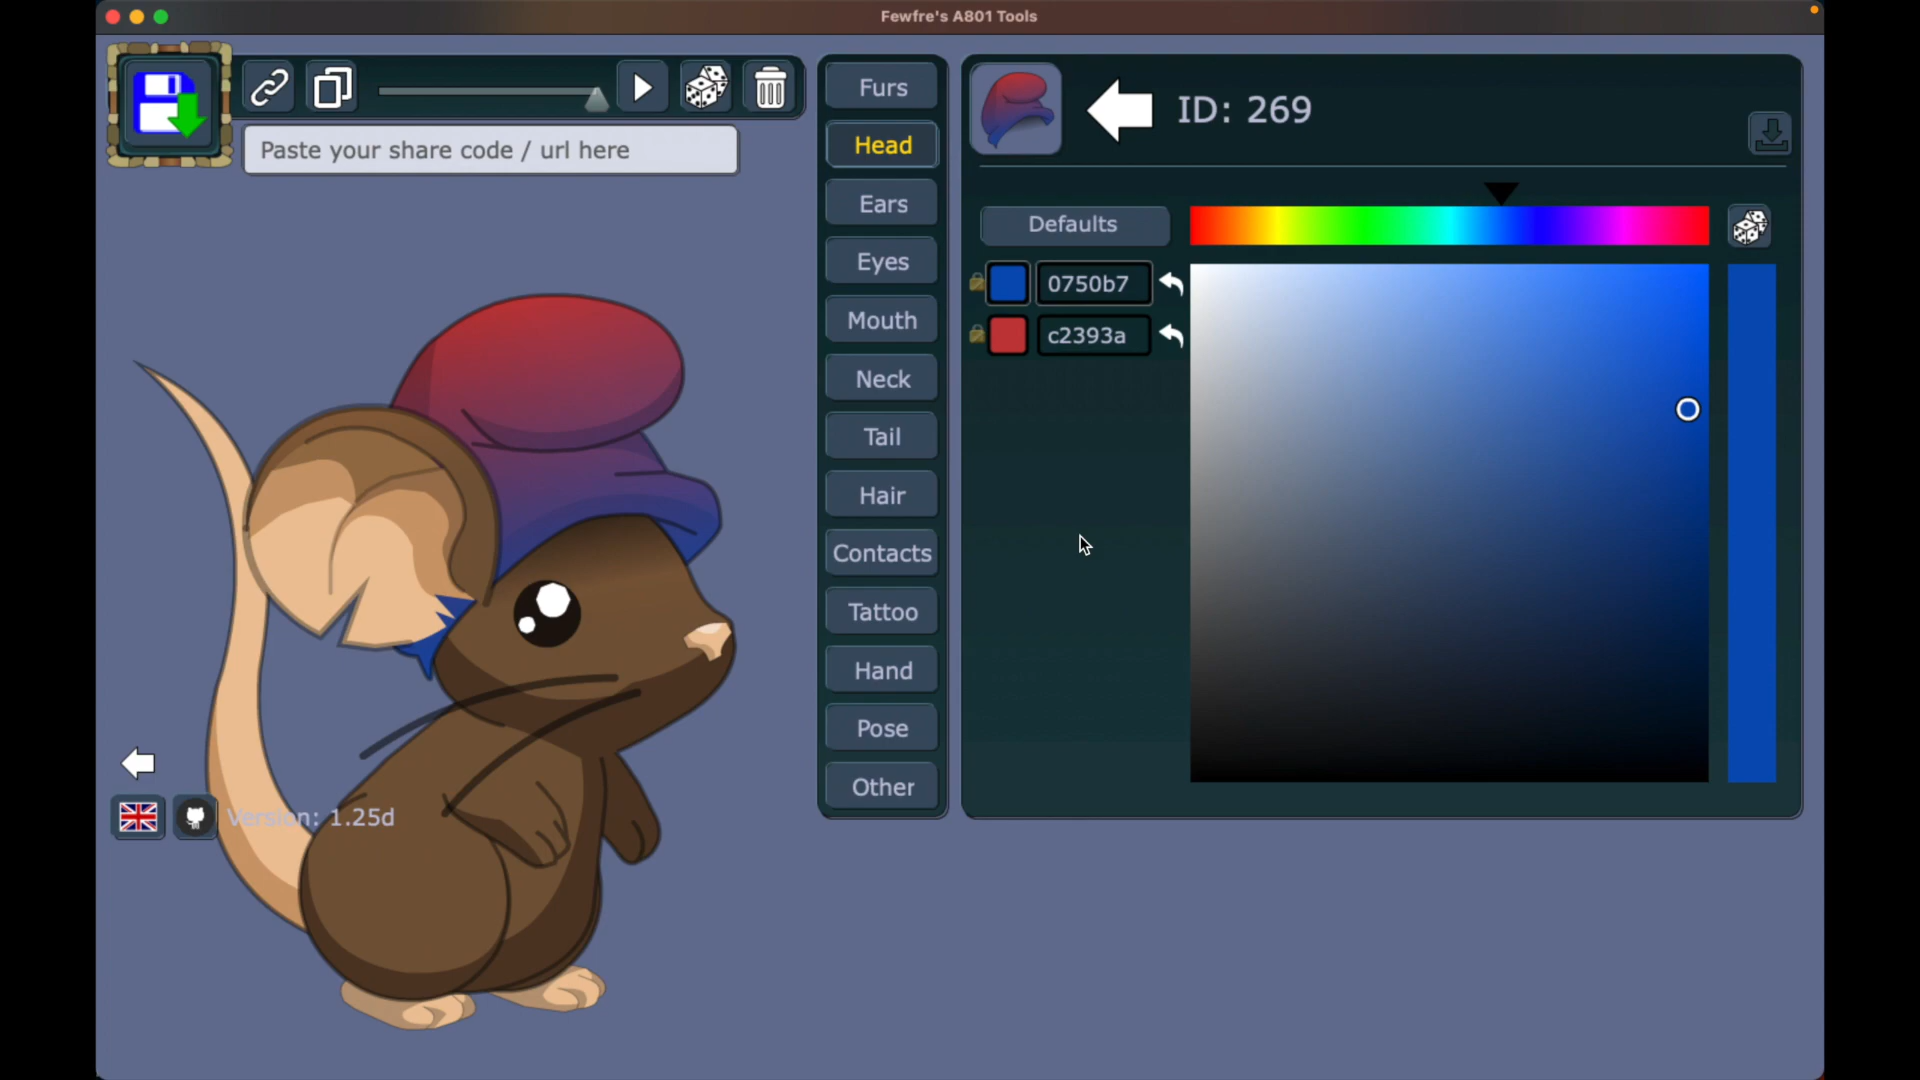 Fewfre's A801 Tools
Paste your share code / url here
Furs
Head
Ears
Eyes
Mouth
Neck
Tail
Hair
Contacts
Tattoo
Hand
Pose
Other
ID: 269
Defaults
0750b7
c2393a
Version: 1.25d